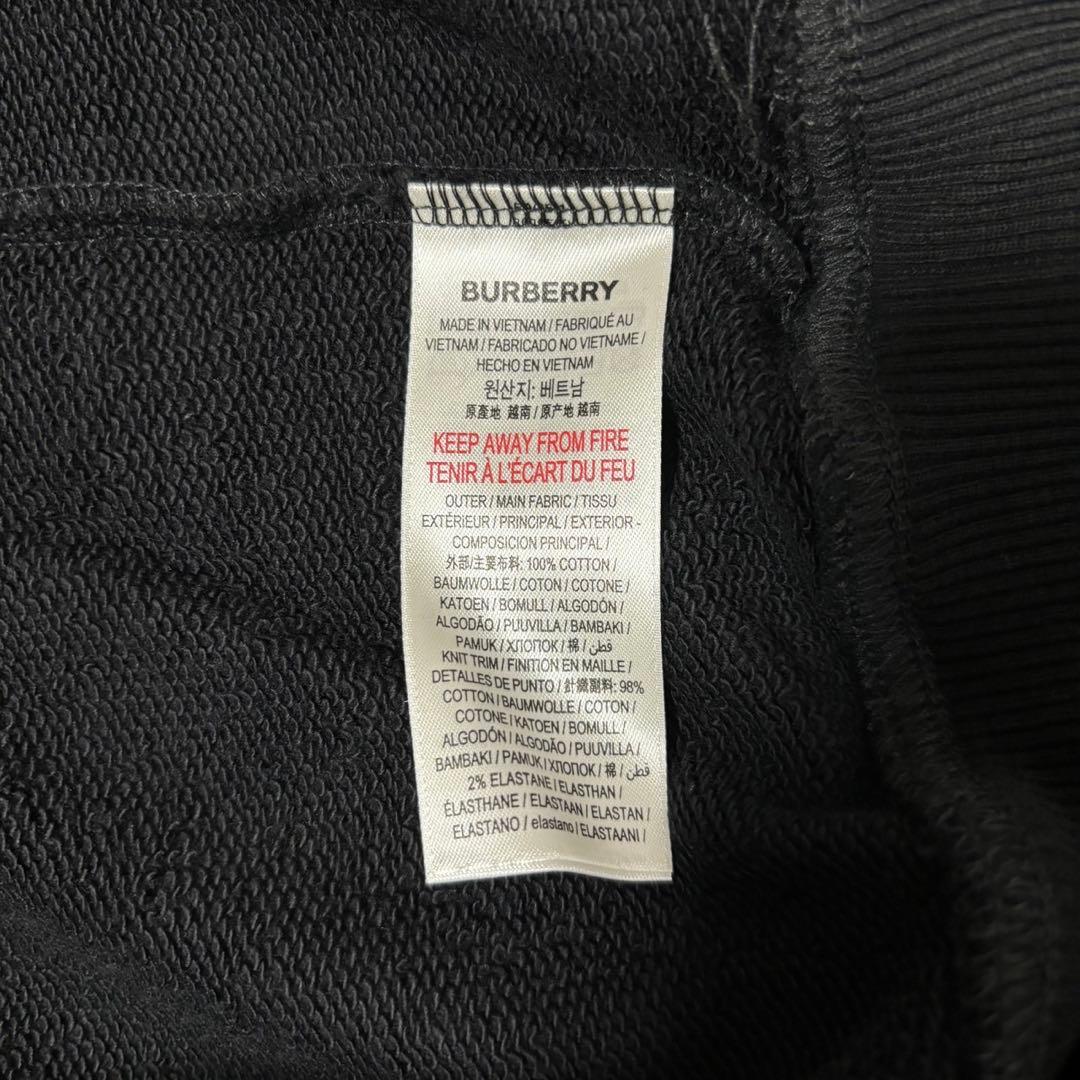 BURBERRY
MADE IN VIETNAM / FABRIQUÉ AU
VIETNAM / FABRICADO NO VIETNAME /
HECHO EN VIETNAM
원산지: 베트남
原產地 越南 / 原产地 越南
KEEP AWAY FROM FIRE
TENIR À L'ÉCART DU FEU
OUTER / MAIN FABRIC / TISSU
EXTÉRIEUR / PRINCIPAL / EXTERIOR -
COMPOSICION PRINCIPAL /
外部/主要布料: 100% COTTON /
BAUMWOLLE / COTON / COTONE /
KATOEN / BOMULL / ALGODÓN /
ALGODÃO / PUUVILLA / BAMBAKI /
PAMUK / ХЛОПОК / 棉 / قطن /
KNIT TRIM / FINITION EN MAILLE /
DETALLES DE PUNTO / 針織副料: 98%
COTTON / BAUMWOLLE / COTON /
COTONE / KATOEN / BOMULL /
ALGODÓN / ALGODÃO / PUUVILLA /
BAMBAKI / PAMUK / ХЛОПОК / 棉 / قطن /
2% ELASTANE / ELASTHAN /
ÉLASTHANE / ELASTAAN / ELASTAN /
ELASTANO / elastano / ELASTAANI /